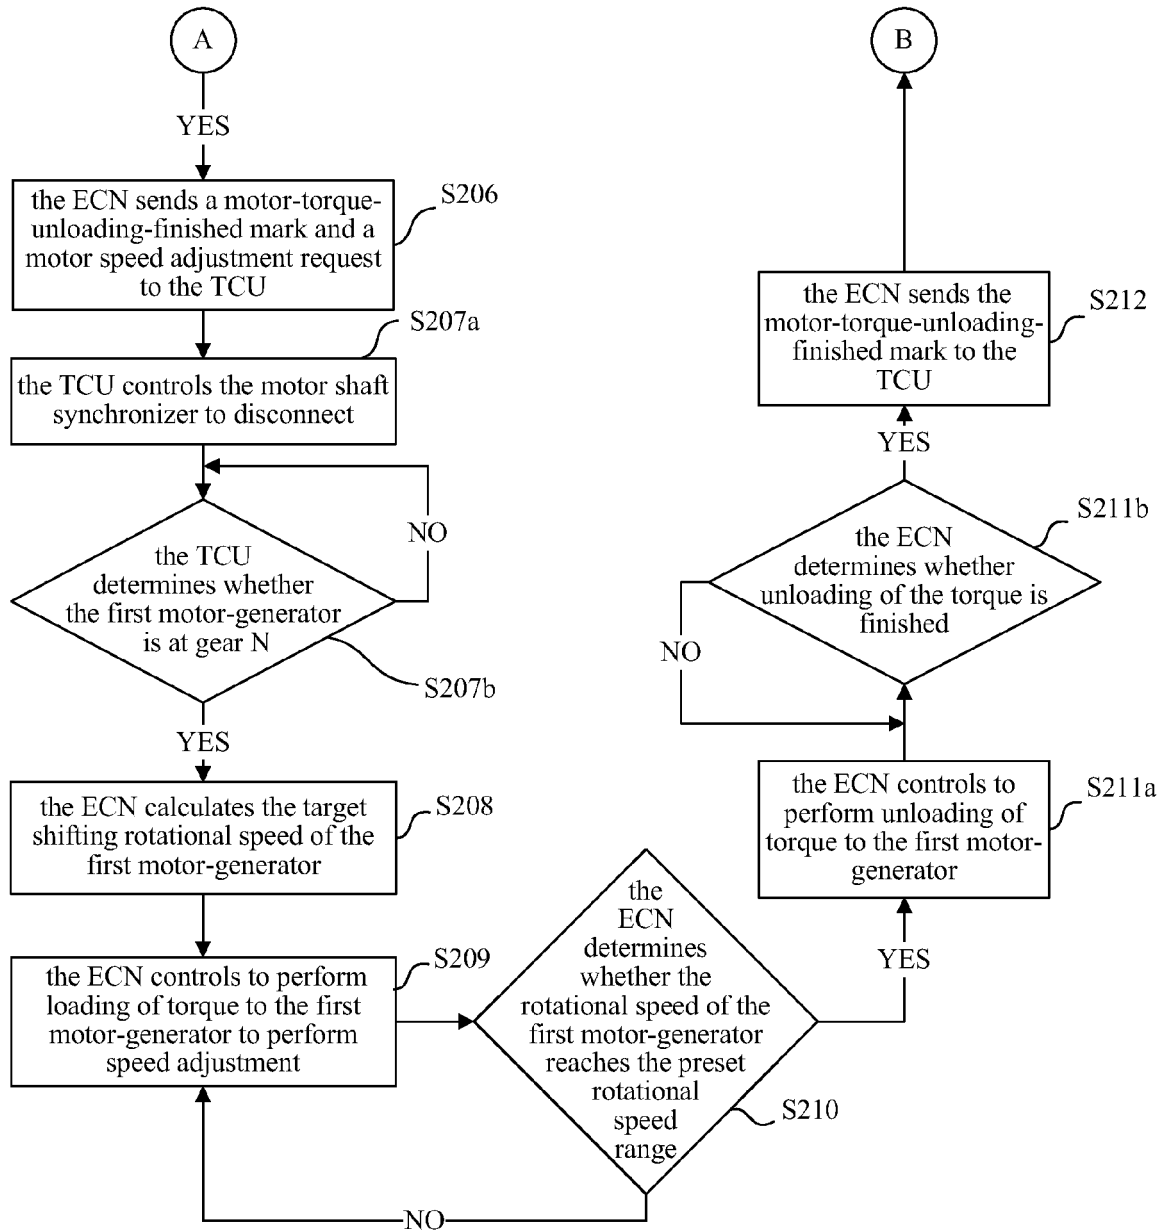 A
YES
the ECN sends a motor-torque-
unloading-finished mark and a
motor speed adjustment request
to the TCU
S206
the TCU controls the motor shaft
synchronizer to disconnect
S207a
the TCU
determines whether
the first motor-generator
is at gear N
S207b
NO
YES
the ECN calculates the target
shifting rotational speed of the
first motor-generator
S208
the ECN controls to perform
loading of torque to the first
motor-generator to perform
speed adjustment
S209
the
ECN
determines
whether the
rotational speed of the
first motor-generator
reaches the preset
rotational
speed
range
S210
NO
YES
the ECN controls to
perform unloading of
torque to the first motor-
generator
S211a
the ECN
determines whether
unloading of the torque is
finished
S211b
NO
YES
the ECN sends the
motor-torque-unloading-
finished mark to the
TCU
S212
B